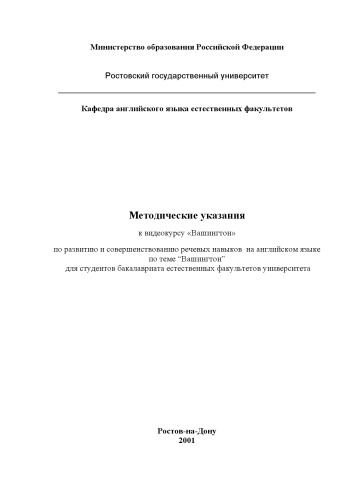 Министерство образования Российской Федерации
Ростовский государственный университет
Кафедра английского языка естественных факультетов
Методические указания
к видеокурсу «Вашингтон»
по развитию и совершенствованию речевых навыков на английском языке
по теме “Вашингтон”
для студентов бакалавриата естественных факультетов университета
Ростов-на-Дону
2001